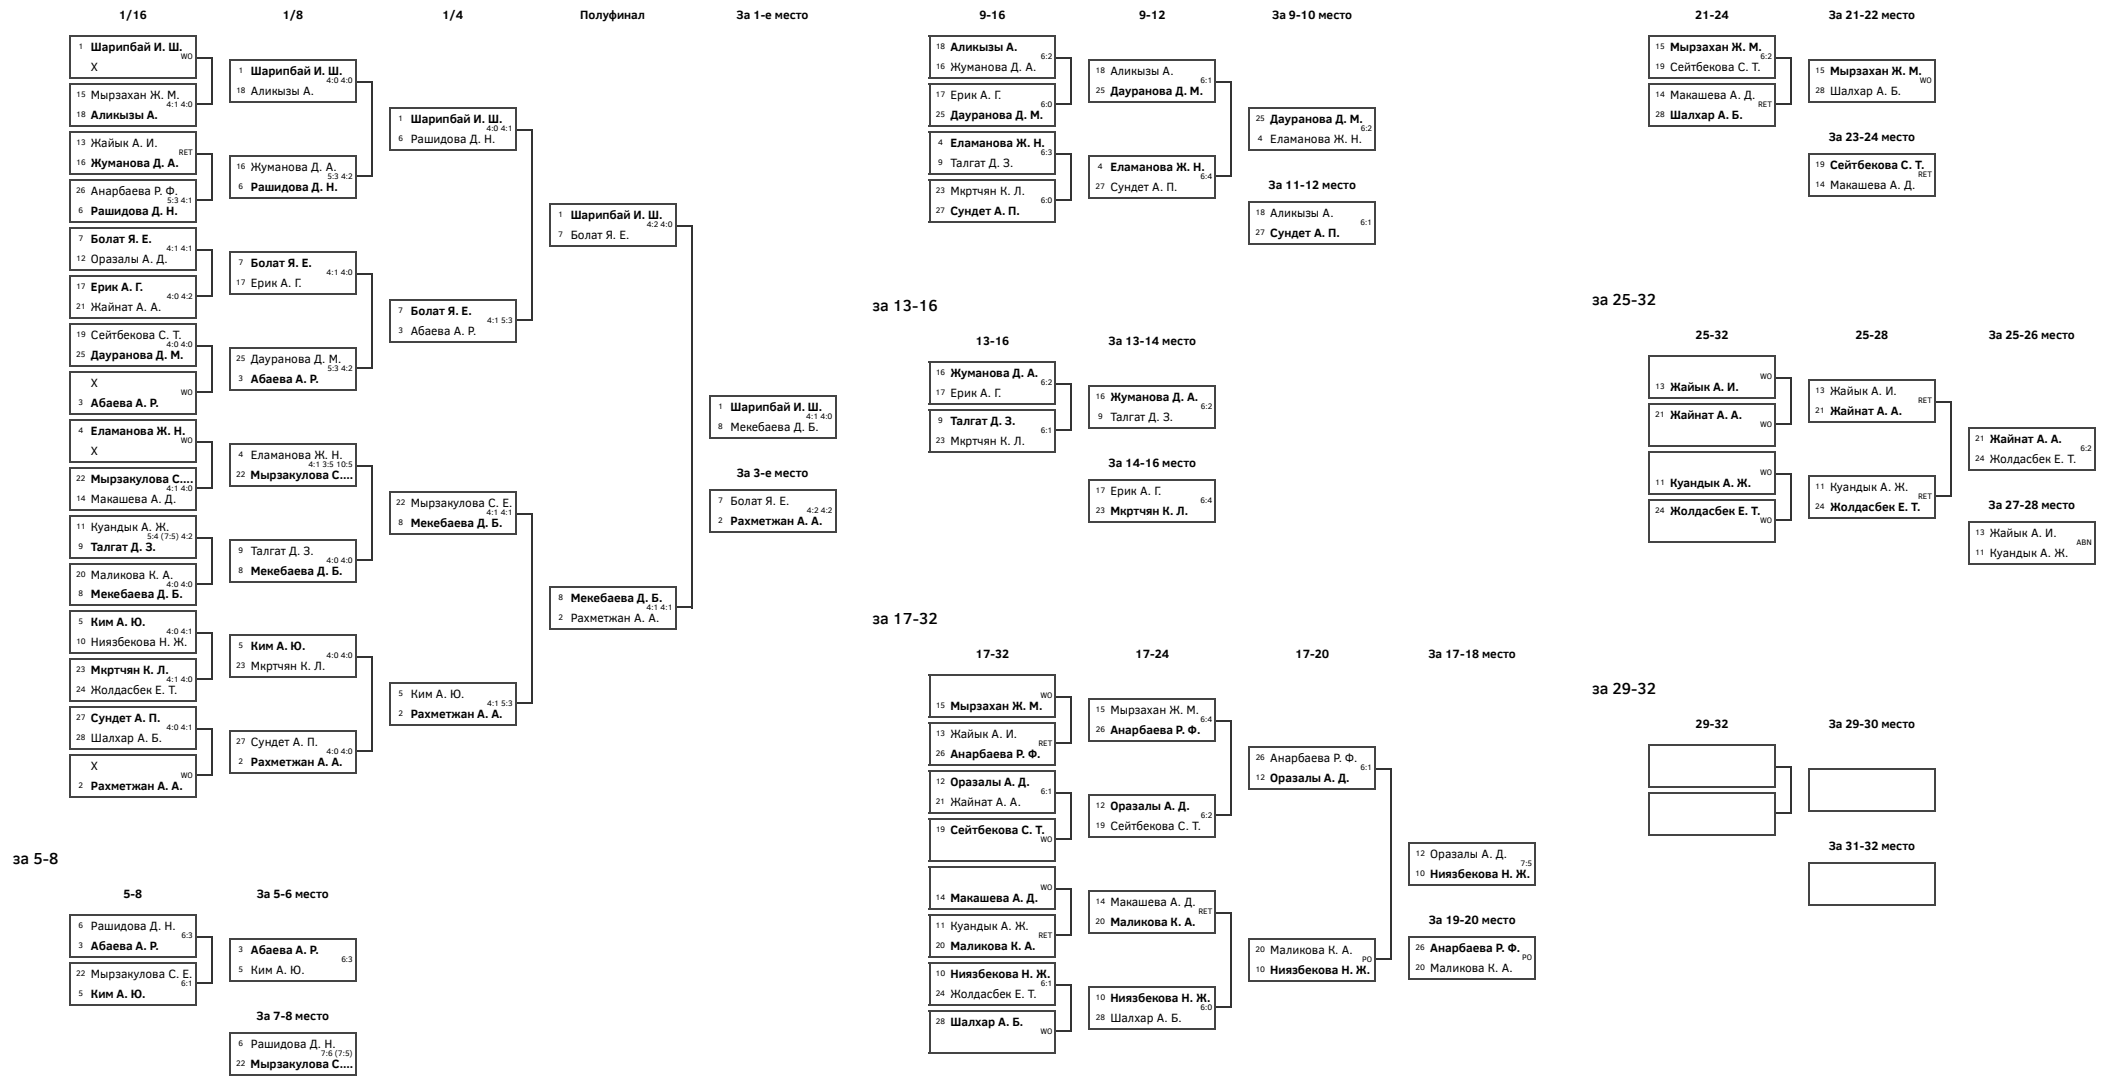 1/16
1 Шарипбай И. Ш.
WO
X
15 Мырзахан Ж. М.
4:1 4:0
18 Аликызы А.
13 Жайык А. И.
RET
16 Жуманова Д. А.
26 Анарбаева Р. Ф.
5:3 4:1
6 Рашидова Д. Н.
7 Болат Я. Е.
4:1 4:1
12 Оразалы А. Д.
17 Ерик А. Г.
4:0 4:2
21 Жайнат А. А.
19 Сейтбекова С. Т.
4:0 4:0
25 Дауранова Д. М.
X
WO
3 Абаева А. Р.
4 Еламанова Ж. Н.
WO
X
22 Мырзакулова С....
4:1 4:0
14 Макашева А. Д.
11 Куандык А. Ж.
5:4 (7:5) 4:2
9 Талгат Д. З.
20 Маликова К. А.
4:0 4:0
8 Мекебаева Д. Б.
5 Ким А. Ю.
4:0 4:1
10 Ниязбекова Н. Ж.
23 Мкртчян К. Л.
4:1 4:0
24 Жолдасбек Е. Т.
27 Сундет А. П.
4:0 4:1
28 Шалхар А. Б.
X
WO
2 Рахметжан А. А.
1/8
1 Шарипбай И. Ш.
4:0 4:0
18 Аликызы А.
16 Жуманова Д. А.
5:3 4:2
6 Рашидова Д. Н.
7 Болат Я. Е.
4:1 4:0
17 Ерик А. Г.
25 Дауранова Д. М.
5:3 4:2
3 Абаева А. Р.
4 Еламанова Ж. Н.
4:1 3:5 10:5
22 Мырзакулова С....
9 Талгат Д. З.
4:0 4:0
8 Мекебаева Д. Б.
5 Ким А. Ю.
4:0 4:0
23 Мкртчян К. Л.
27 Сундет А. П.
4:0 4:0
2 Рахметжан А. А.
1/4
1 Шарипбай И. Ш.
4:0 4:1
6 Рашидова Д. Н.
7 Болат Я. Е.
4:1 5:3
3 Абаева А. Р.
22 Мырзакулова С. Е.
4:1 4:1
8 Мекебаева Д. Б.
5 Ким А. Ю.
4:1 5:3
2 Рахметжан А. А.
Полуфинал
1 Шарипбай И. Ш.
4:2 4:0
7 Болат Я. Е.
8 Мекебаева Д. Б.
4:1 4:1
2 Рахметжан А. А.
За 1-е место
1 Шарипбай И. Ш.
4:1 4:0
8 Мекебаева Д. Б.
За 3-е место
7 Болат Я. Е.
4:2 4:2
2 Рахметжан А. А.
за 5-8
5-8
6 Рашидова Д. Н.
6:3
3 Абаева А. Р.
22 Мырзакулова С. Е.
6:1
5 Ким А. Ю.
За 5-6 место
3 Абаева А. Р.
6:3
5 Ким А. Ю.
За 7-8 место
6 Рашидова Д. Н.
7:6 (7:5)
22 Мырзакулова С....
9-16
18 Аликызы А.
6:2
16 Жуманова Д. А.
17 Ерик А. Г.
6:0
25 Дауранова Д. М.
4 Еламанова Ж. Н.
6:3
9 Талгат Д. З.
23 Мкртчян К. Л.
6:0
27 Сундет А. П.
9-12
18 Аликызы А.
6:1
25 Дауранова Д. М.
4 Еламанова Ж. Н.
6:4
27 Сундет А. П.
За 9-10 место
25 Дауранова Д. М.
6:2
4 Еламанова Ж. Н.
За 11-12 место
18 Аликызы А.
6:1
27 Сундет А. П.
за 13-16
13-16
16 Жуманова Д. А.
6:2
17 Ерик А. Г.
9 Талгат Д. З.
6:1
23 Мкртчян К. Л.
За 13-14 место
16 Жуманова Д. А.
6:2
9 Талгат Д. З.
За 14-16 место
17 Ерик А. Г.
6:4
23 Мкртчян К. Л.
за 17-32
17-32
WO
15 Мырзахан Ж. М.
13 Жайык А. И.
RET
26 Анарбаева Р. Ф.
12 Оразалы А. Д.
6:1
21 Жайнат А. А.
19 Сейтбекова С. Т.
WO
WO
14 Макашева А. Д.
11 Куандык А. Ж.
RET
20 Маликова К. А.
10 Ниязбекова Н. Ж.
6:1
24 Жолдасбек Е. Т.
28 Шалхар А. Б.
WO
17-24
15 Мырзахан Ж. М.
6:4
26 Анарбаева Р. Ф.
12 Оразалы А. Д.
6:2
19 Сейтбекова С. Т.
14 Макашева А. Д.
RET
20 Маликова К. А.
10 Ниязбекова Н. Ж.
6:0
28 Шалхар А. Б.
17-20
26 Анарбаева Р. Ф.
6:1
12 Оразалы А. Д.
20 Маликова К. А.
PO
10 Ниязбекова Н. Ж.
За 17-18 место
12 Оразалы А. Д.
7:5
10 Ниязбекова Н. Ж.
За 19-20 место
26 Анарбаева Р. Ф.
PO
20 Маликова К. А.
21-24
15 Мырзахан Ж. М.
6:2
19 Сейтбекова С. Т.
14 Макашева А. Д.
RET
28 Шалхар А. Б.
За 21-22 место
15 Мырзахан Ж. М.
WO
28 Шалхар А. Б.
За 23-24 место
19 Сейтбекова С. Т.
RET
14 Макашева А. Д.
за 25-32
25-32
WO
13 Жайык А. И.
21 Жайнат А. А.
WO
WO
11 Куандык А. Ж.
24 Жолдасбек Е. Т.
WO
25-28
13 Жайык А. И.
RET
21 Жайнат А. А.
11 Куандык А. Ж.
RET
24 Жолдасбек Е. Т.
За 25-26 место
21 Жайнат А. А.
6:2
24 Жолдасбек Е. Т.
За 27-28 место
13 Жайык А. И.
ABN
11 Куандык А. Ж.
за 29-32
29-32
За 29-30 место
За 31-32 место